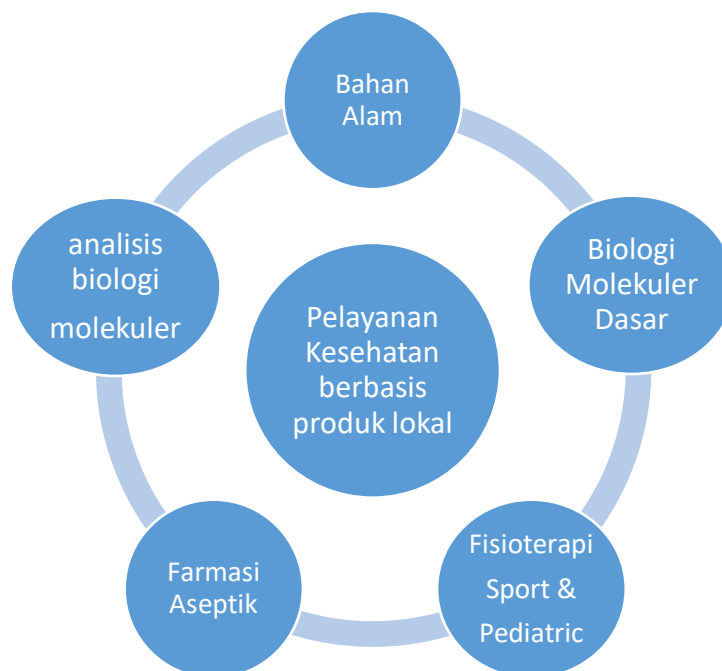 Bahan
Alam
Biologi
Molekuler
Dasar
Fisioterapi
Sport &
Pediatric
Farmasi
Aseptik
analisis
biologi
molekuler
Pelayanan
Kesehatan
berbasis
produk lokal